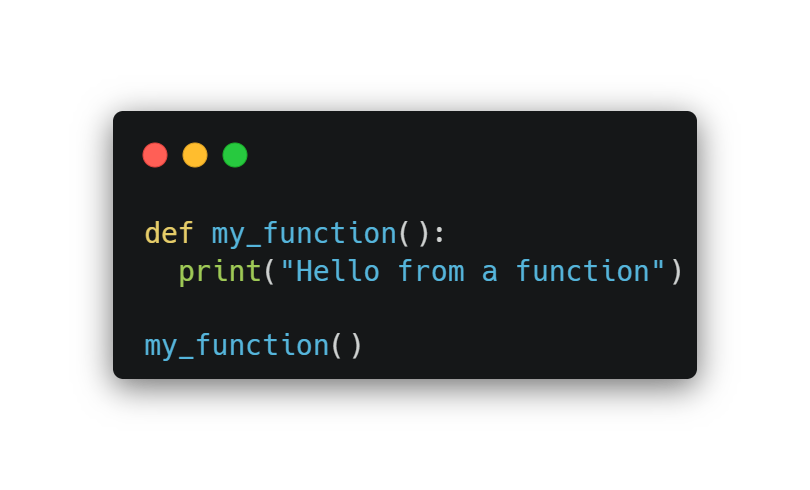 def my_function():
  print("Hello from a function")

my_function()